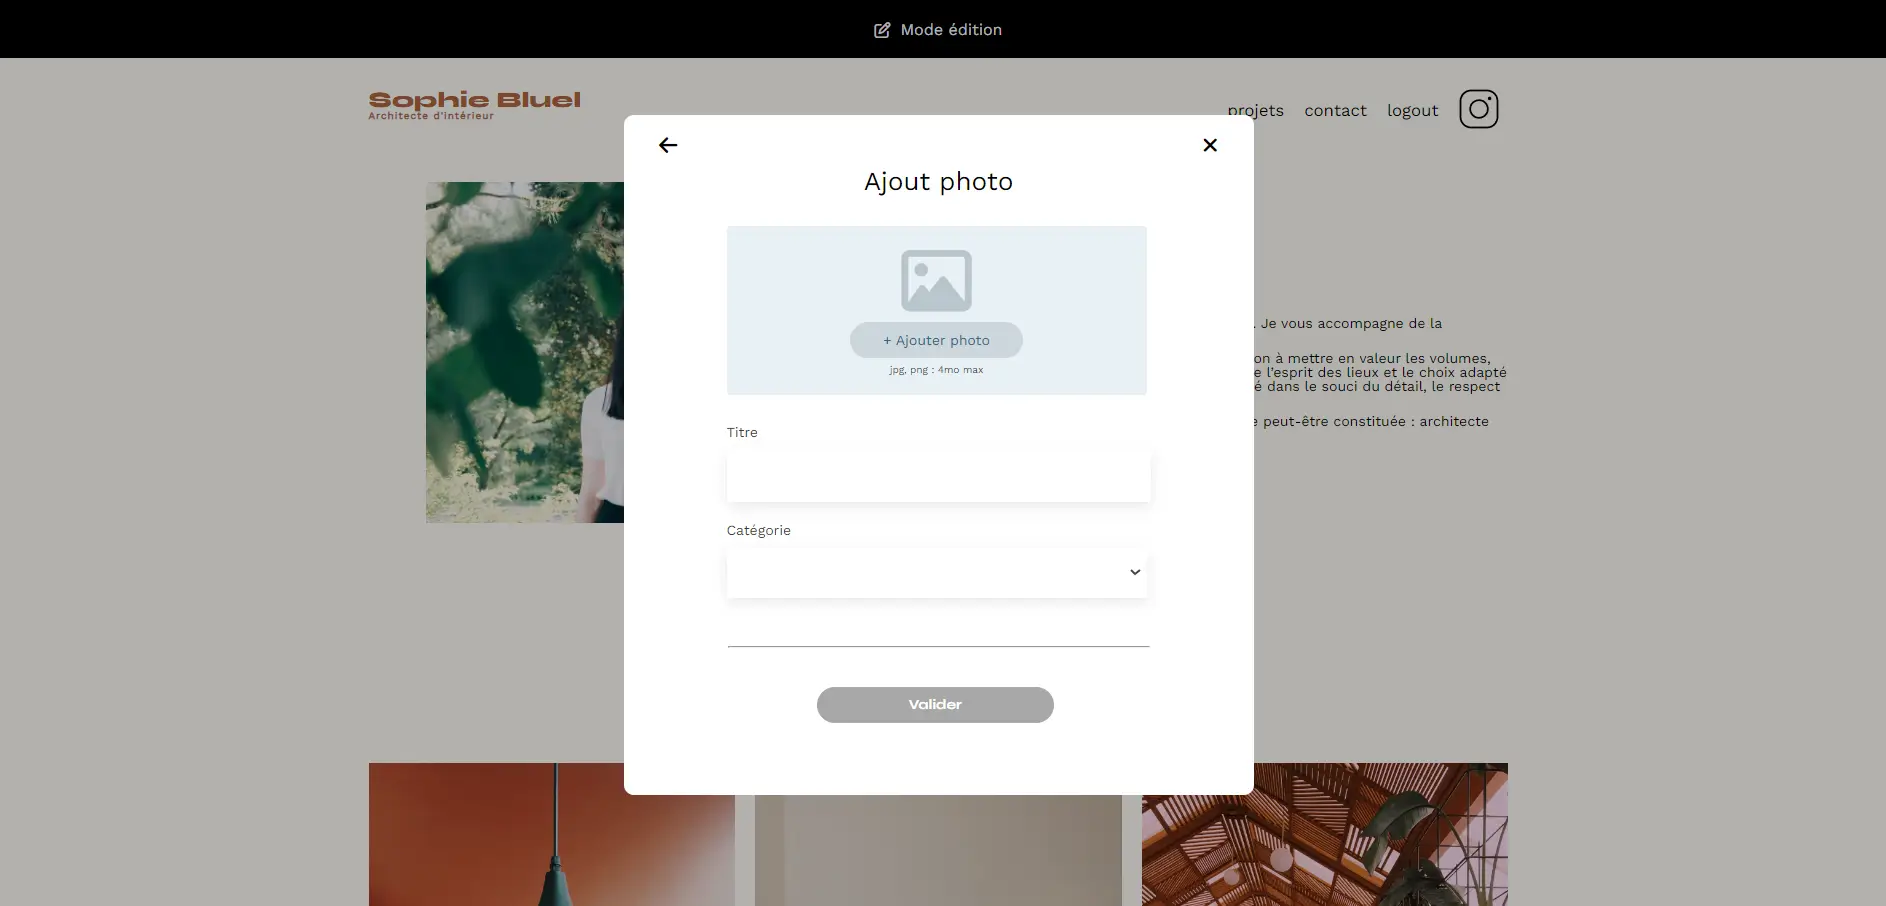 Mode édition
Sophie Bluel
Architecte d'intérieur
projets
contact
logout
Ajout photo
+ Ajouter photo
jpg, png : 4mo max
. Je vous accompagne de la
on à mettre en valeur les volumes,
e l'esprit des lieux et le choix adapté
é dans le souci du détail, le respect
e peut-être constituée : architecte
Titre
Catégorie
Valider